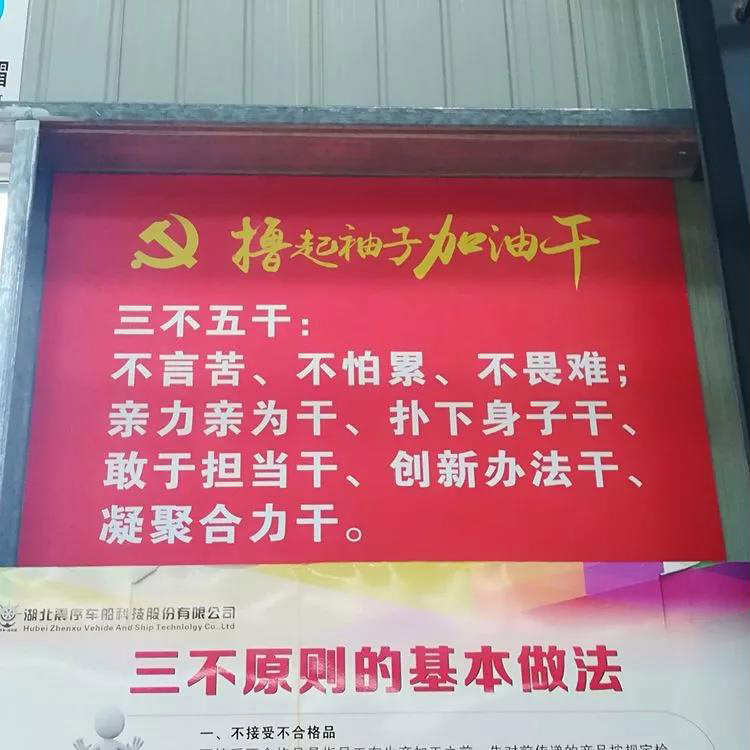 撸起袖子加油干
三不五干：
不言苦、不怕累、不畏难；
亲力亲为干、扑下身子干、
敢于担当干、创新办法干、
凝聚合力干。
湖北震序车船科技股份有限公司
Hubei Zhenxu Vehide And Ship Technlolgy Co.,Ltd
三不原则的基本做法
一、不接受不合格品